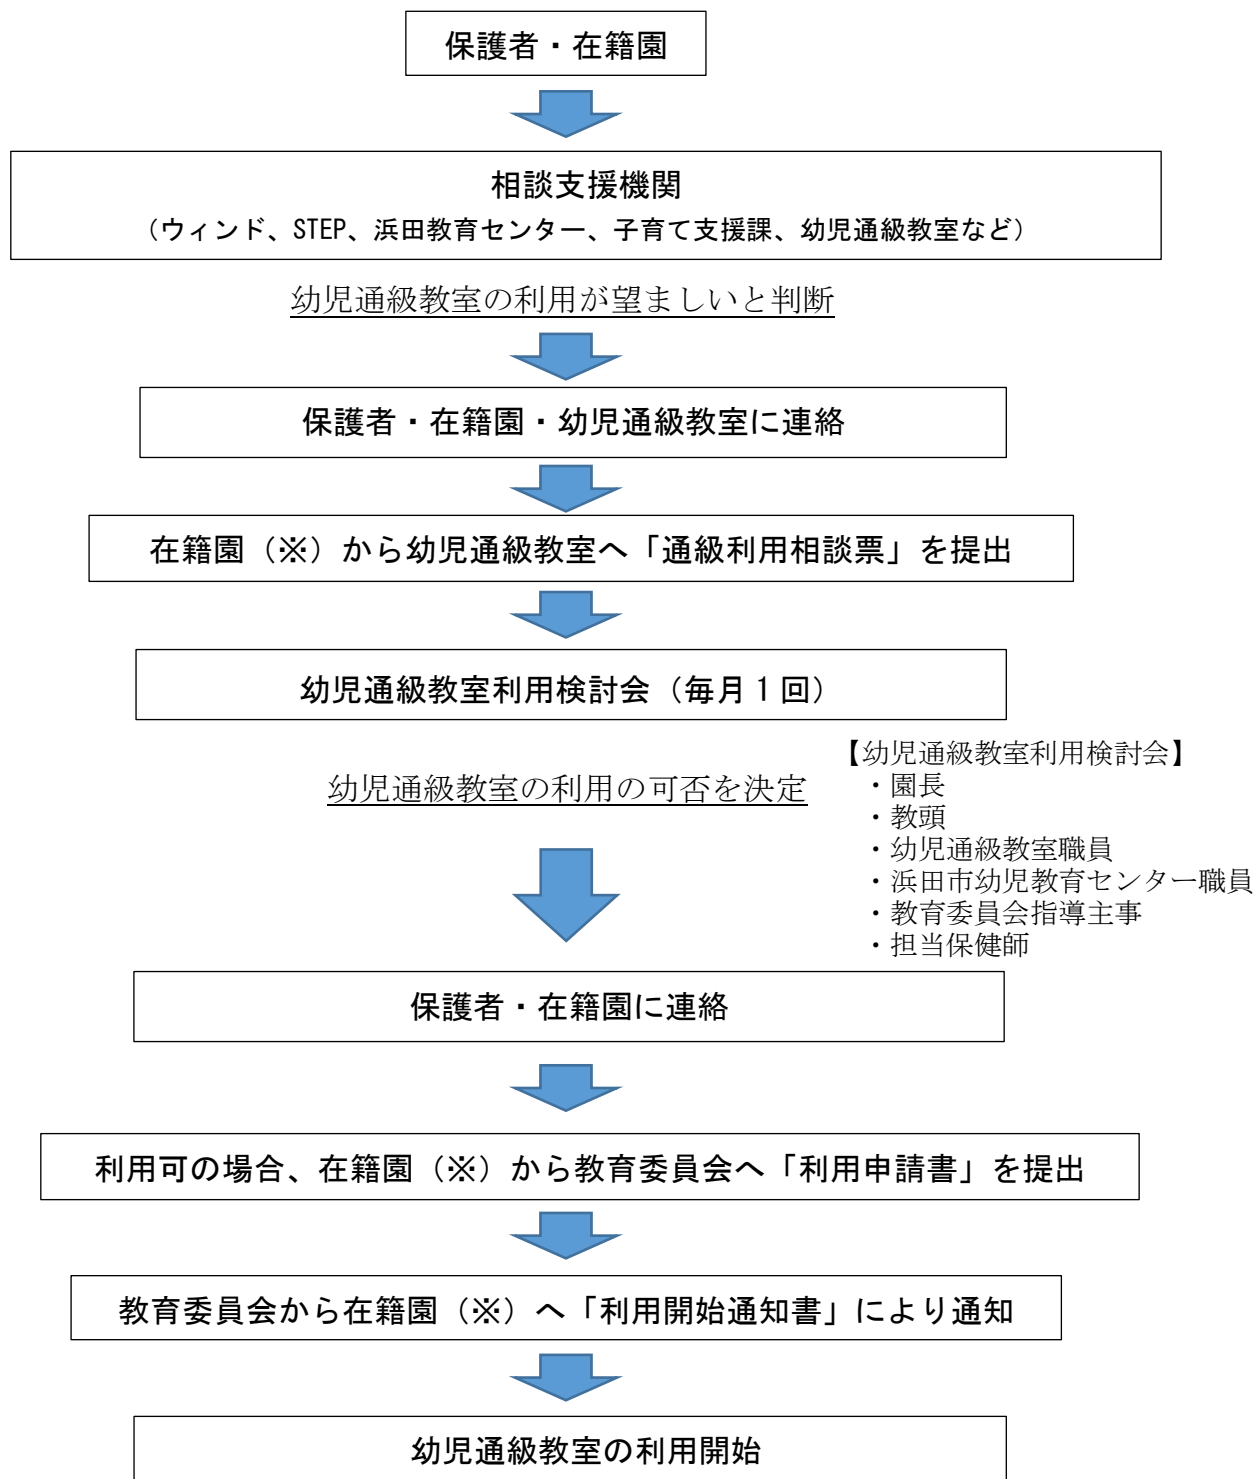 保護者・在籍園
相談支援機関
（ウィンド、STEP、浜田教育センター、子育て支援課、幼児通級教室など）
幼児通級教室の利用が望ましいと判断
保護者・在籍園・幼児通級教室に連絡
在籍園（※）から幼児通級教室へ「通級利用相談票」を提出
幼児通級教室利用検討会（毎月１回）
幼児通級教室の利用の可否を決定
【幼児通級教室利用検討会】
・園長
・教頭
・幼児通級教室職員
・浜田市幼児教育センター職員
・教育委員会指導主事
・担当保健師
保護者・在籍園に連絡
利用可の場合、在籍園（※）から教育委員会へ「利用申請書」を提出
教育委員会から在籍園（※）へ「利用開始通知書」により通知
幼児通級教室の利用開始